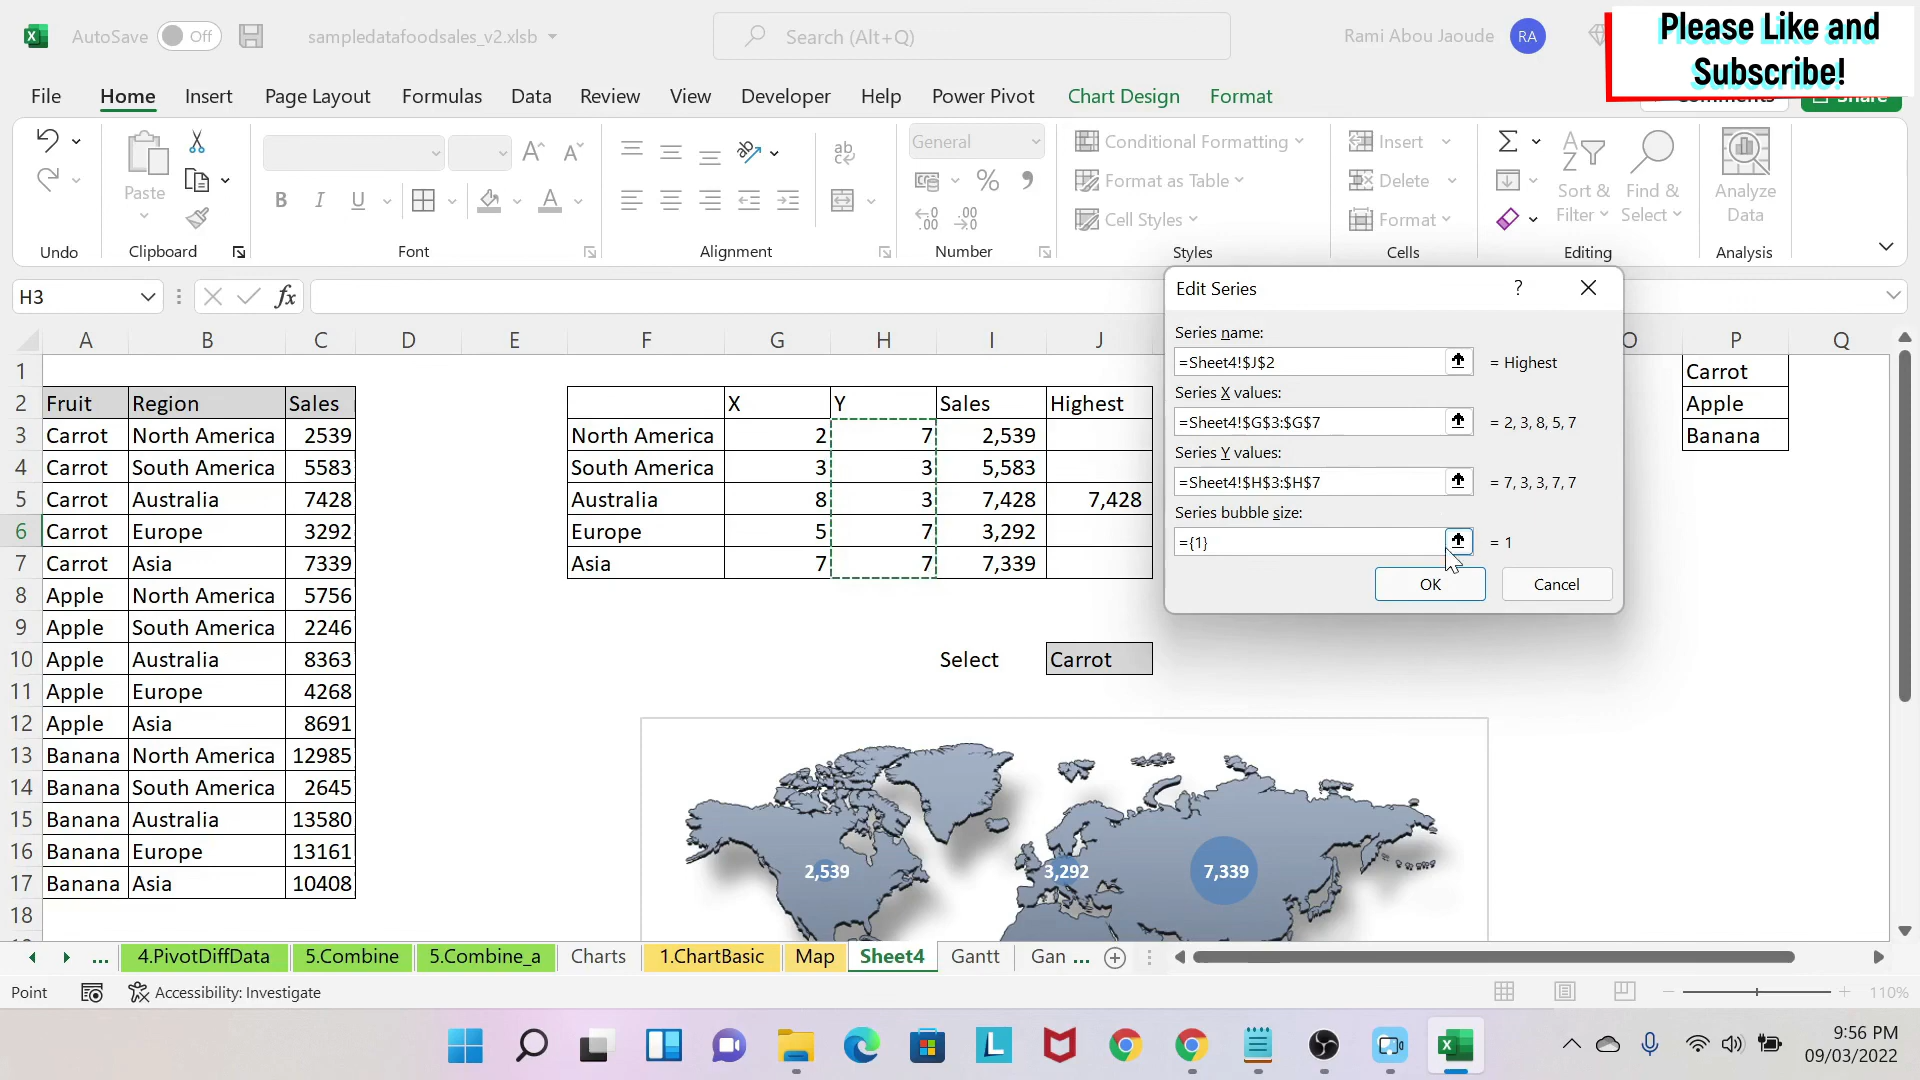 AutoSave Off sampledatafoodsales_v2.xlsb Search (Alt+Q) Rami Abou Jaoude RA
Please Like and
Subscribe!
File Home Insert Page Layout Formulas Data Review View Developer Help Power Pivot Chart Design Format Comments Share
General Conditional Formatting Insert
Paste B I U Format as Table Delete Sort & Find & Analyze
Cell Styles Format Filter Select Data
Undo Clipboard Font Alignment Number Styles Cells Editing Analysis
H3 fx
A B C D E F G H I J O P Q
Edit Series ? 
Series name:
=Sheet4!$J$2 = Highest
Series X values:
=Sheet4!$G$3:$G$7 = 2, 3, 8, 5, 7
Series Y values:
=Sheet4!$H$3:$H$7 = 7, 3, 3, 7, 7
Series bubble size:
={1} = 1
OK Cancel
1 Carrot
2 Fruit Region Sales X Y Sales Highest Apple
3 Carrot North America 2539 North America 2 7 2,539 Banana
4 Carrot South America 5583 South America 3 3 5,583
5 Carrot Australia 7428 Australia 8 3 7,428 7,428
6 Carrot Europe 3292 Europe 5 7 3,292
7 Carrot Asia 7339 Asia 7 7 7,339
8 Apple North America 5756
9 Apple South America 2246
10 Apple Australia 8363 Select Carrot
11 Apple Europe 4268
12 Apple Asia 8691
13 Banana North America 12985
14 Banana South America 2645
15 Banana Australia 13580
16 Banana Europe 13161
17 Banana Asia 10408
18
2,539 3,292 7,339
... 4.PivotDiffData 5.Combine 5.Combine_a Charts 1.ChartBasic Map Sheet4 Gantt Gan ...
Point Accessibility: Investigate 110%
9:56 PM
09/03/2022